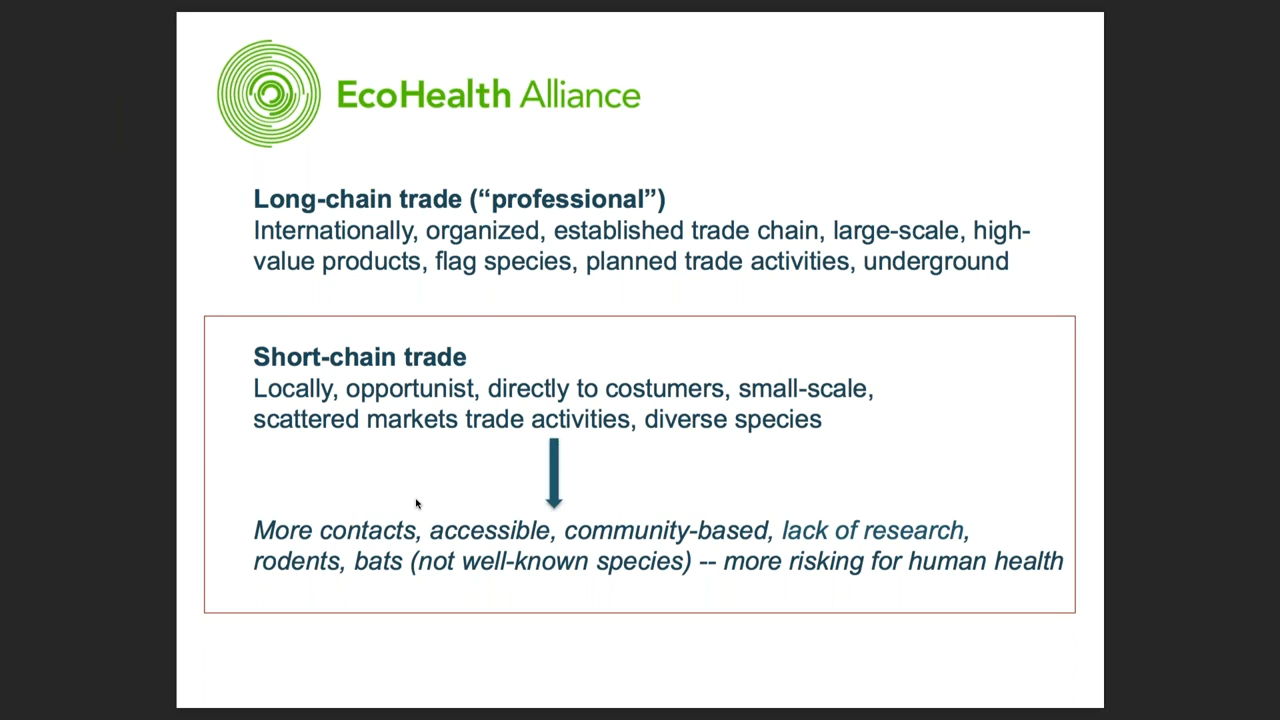 EcoHealth Alliance
Long-chain trade (“professional”)
Internationally, organized, established trade chain, large-scale, high-
value products, flag species, planned trade activities, underground
Short-chain trade
Locally, opportunist, directly to costumers, small-scale,
scattered markets trade activities, diverse species
More contacts, accessible, community-based, lack of research,
rodents, bats (not well-known species) -- more risking for human health